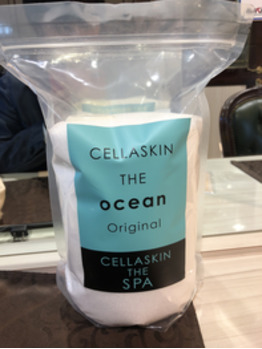 CELLASKIN
THE
ocean
Original
CELLASKIN
THE
SPA